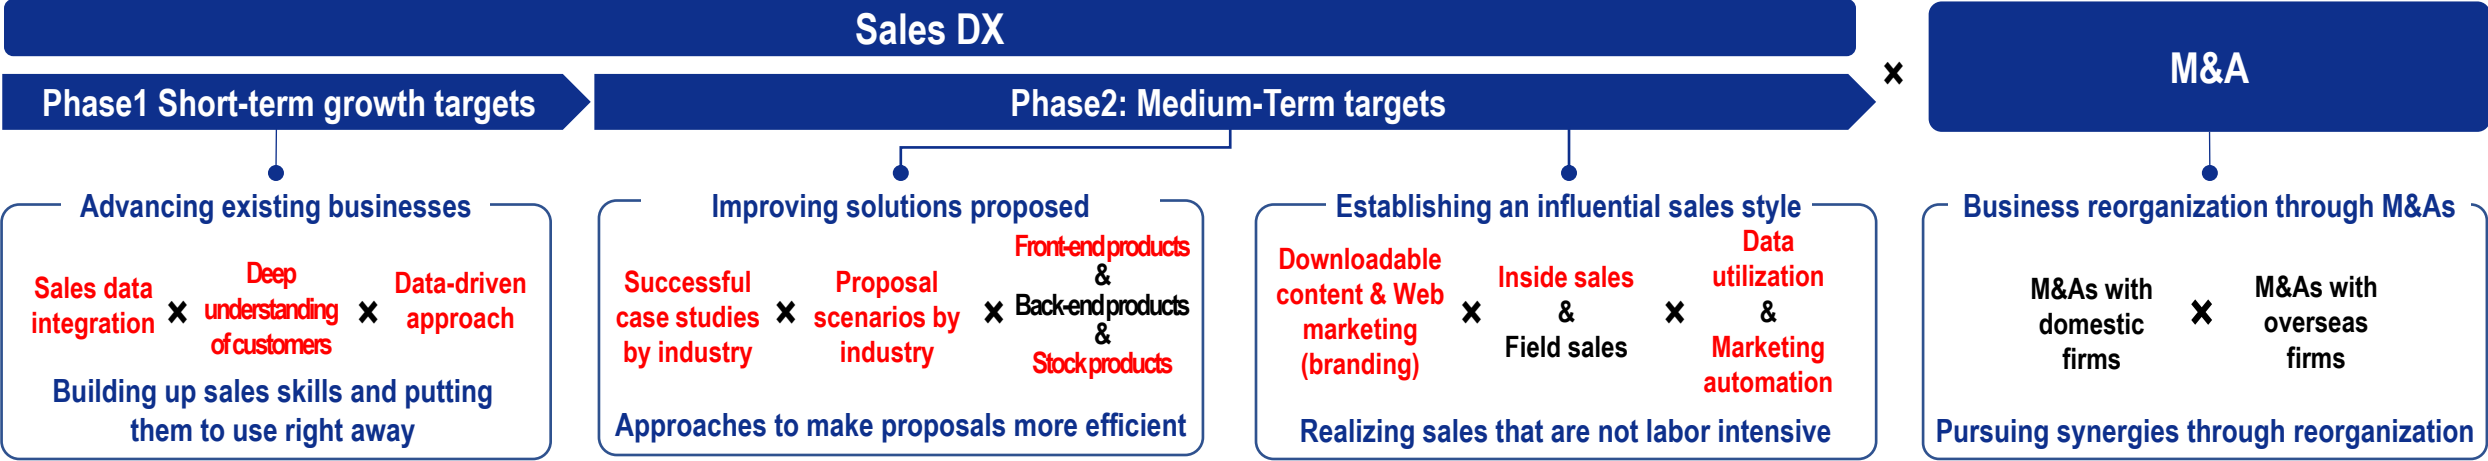 Sales DX
×
M&A
Phase1 Short-term growth targets
Phase2: Medium-Term targets
Advancing existing businesses
Sales data
integration
×
Deep
understanding
of customers
×
Data-driven
approach
Building up sales skills and putting
them to use right away
Improving solutions proposed
Successful
case studies
by industry
×
Proposal
scenarios by
industry
×
Front-end products
&
Back-end products
&
Stock products
Approaches to make proposals more efficient
Establishing an influential sales style
Downloadable
content & Web
marketing
(branding)
×
Inside sales
&
Field sales
×
Data
utilization
&
Marketing
automation
Realizing sales that are not labor intensive
Business reorganization through M&As
M&As with
domestic
firms
×
M&As with
overseas
firms
Pursuing synergies through reorganization